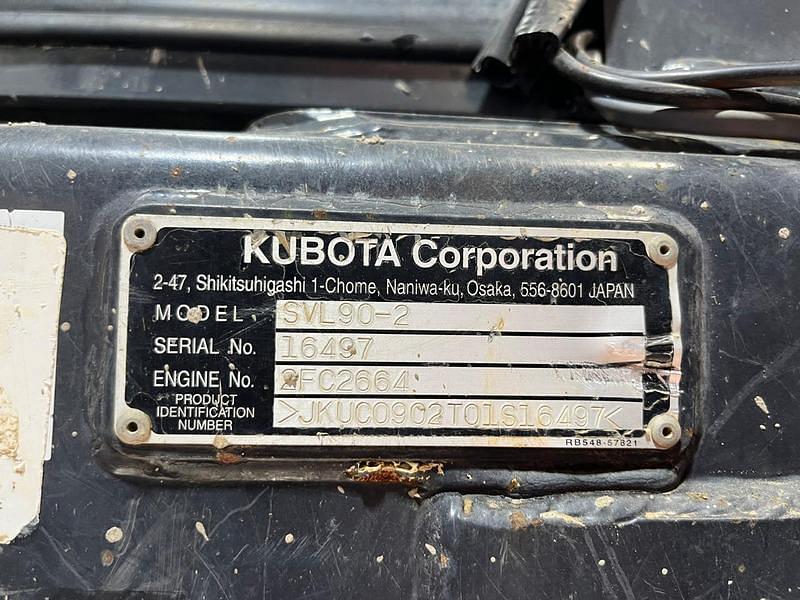 KUBOTA Corporation
2-47, Shikitsuhigashi 1-Chome, Naniwa-ku, Osaka, 556-8601 JAPAN
MODEL SVL90-2
SERIAL No. 16497
ENGINE No. 2FC2664
PRODUCT
IDENTIFICATION
NUMBER >JKUC0902T01S16497<
RB548-57821